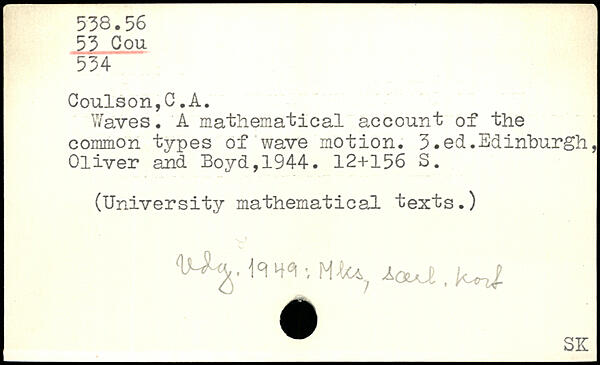 538.56
53 Cou
534
Coulson,C.A.
Waves. A mathematical account of the
common types of wave motion. 3.ed.Edinburgh,
Oliver and Boyd,1944. 12+156 S.
(University mathematical texts.)
Udg. 1949: Mks, særl. kort
SK